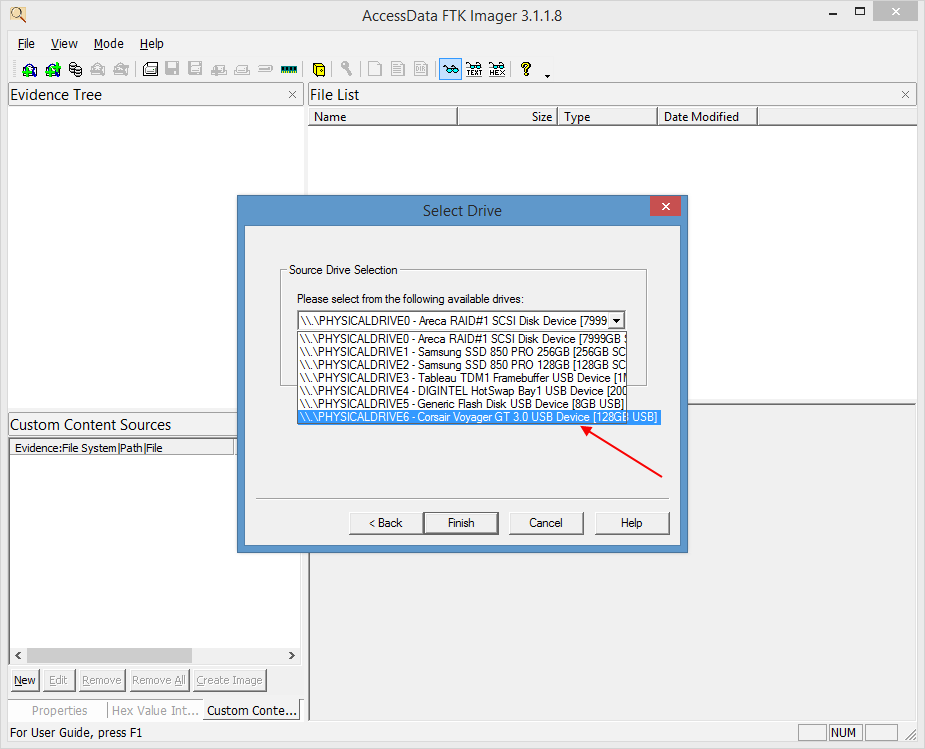 AccessData FTK Imager 3.1.1.8
File View Mode Help
TEXT HEX
Evidence Tree
File List
Name Size Type Date Modified
Select Drive
Source Drive Selection
Please select from the following available drives:
\\.\PHYSICALDRIVE0 - Areca RAID#1 SCSI Disk Device [7999
\\.\PHYSICALDRIVE0 - Areca RAID#1 SCSI Disk Device [7999GB
\\.\PHYSICALDRIVE1 - Samsung SSD 850 PRO 256GB [256GB SC
\\.\PHYSICALDRIVE2 - Samsung SSD 850 PRO 128GB [128GB SC
\\.\PHYSICALDRIVE3 - Tableau TDM1 Framebuffer USB Device
\\.\PHYSICALDRIVE4 - DIGINTEL HotSwap Bay1 USB Device [200
\\.\PHYSICALDRIVE5 - Generic Flash Disk USB Device [8GB USB]
\\.\PHYSICALDRIVE6 - Corsair Voyager GT 3.0 USB Device [128GB USB]
Custom Content Sources
Evidence:File System|Path|File
< Back Finish Cancel Help
New Edit Remove Remove All Create Image
Properties Hex Value Int... Custom Conte...
For User Guide, press F1
NUM